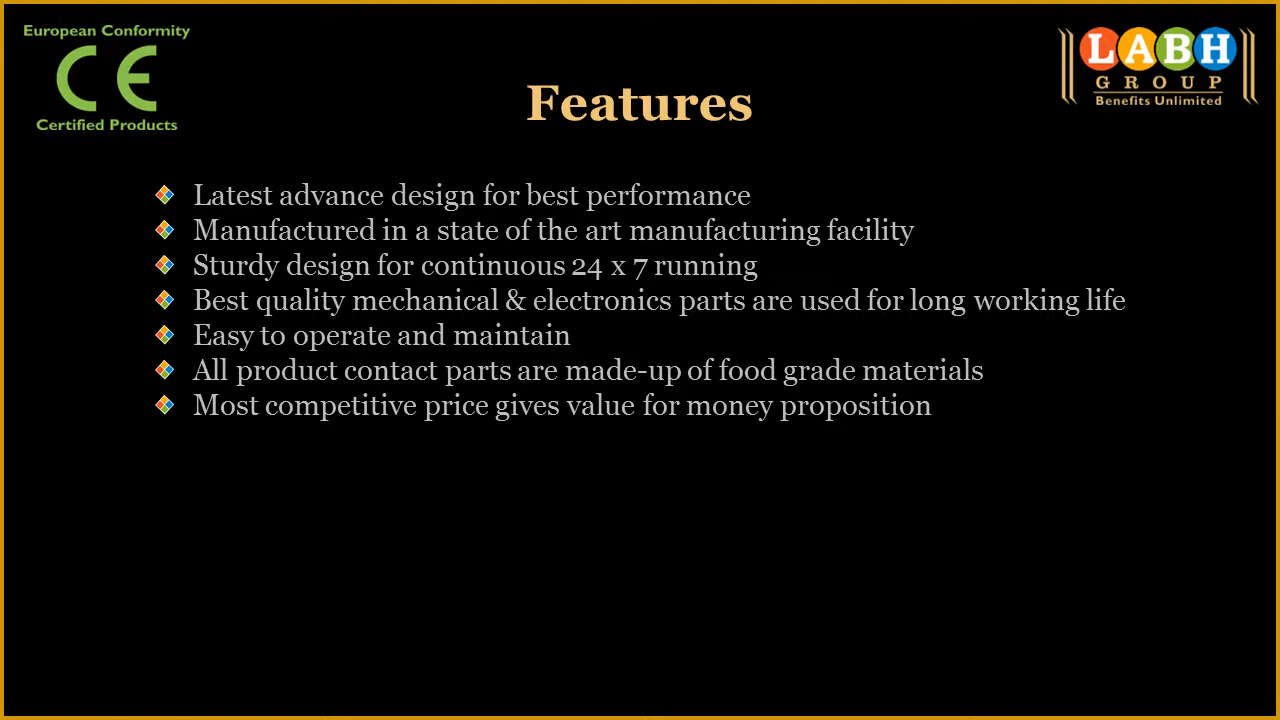 European Conformity
CE
Certified Products
LABH
GROUP
Benefits Unlimited
Features
Latest advance design for best performance
Manufactured in a state of the art manufacturing facility
Sturdy design for continuous 24 x 7 running
Best quality mechanical & electronics parts are used for long working life
Easy to operate and maintain
All product contact parts are made-up of food grade materials
Most competitive price gives value for money proposition